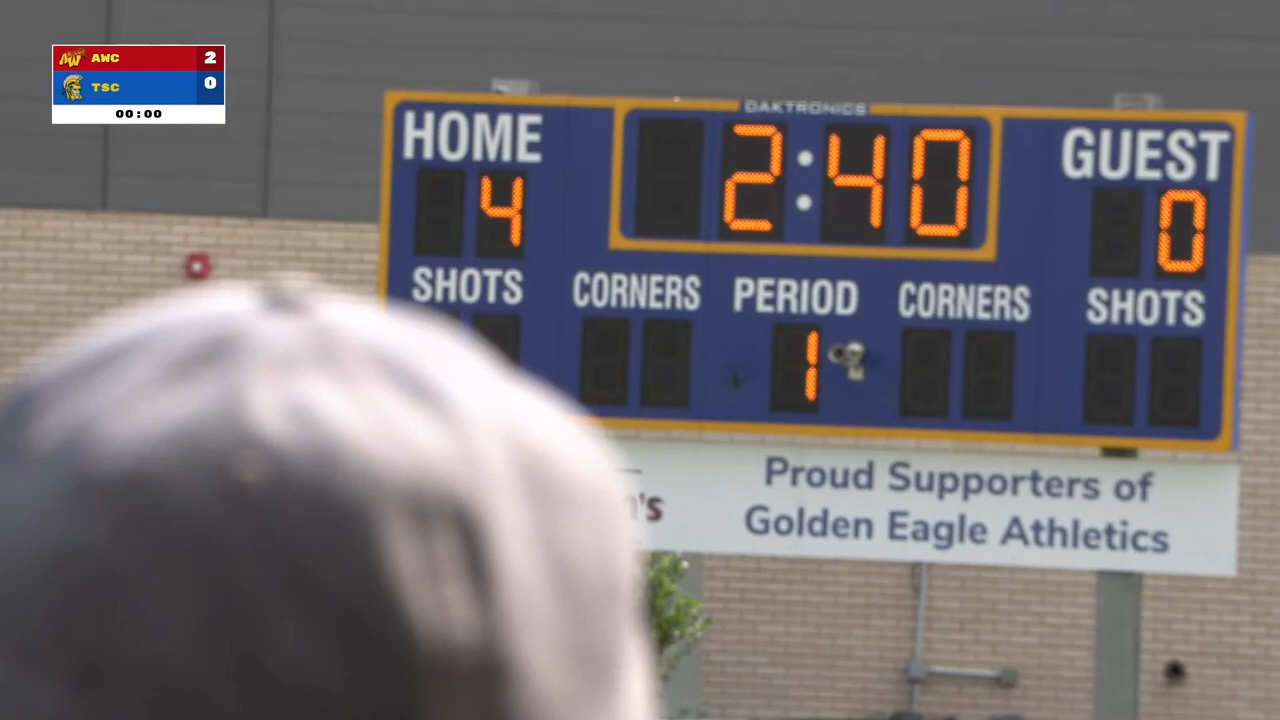 AWC 2
TSC 0
00:00
DAKTRONICS
HOME 2:40 GUEST
4 0
SHOTS CORNERS PERIOD CORNERS SHOTS
1
Proud Supporters of
Golden Eagle Athletics